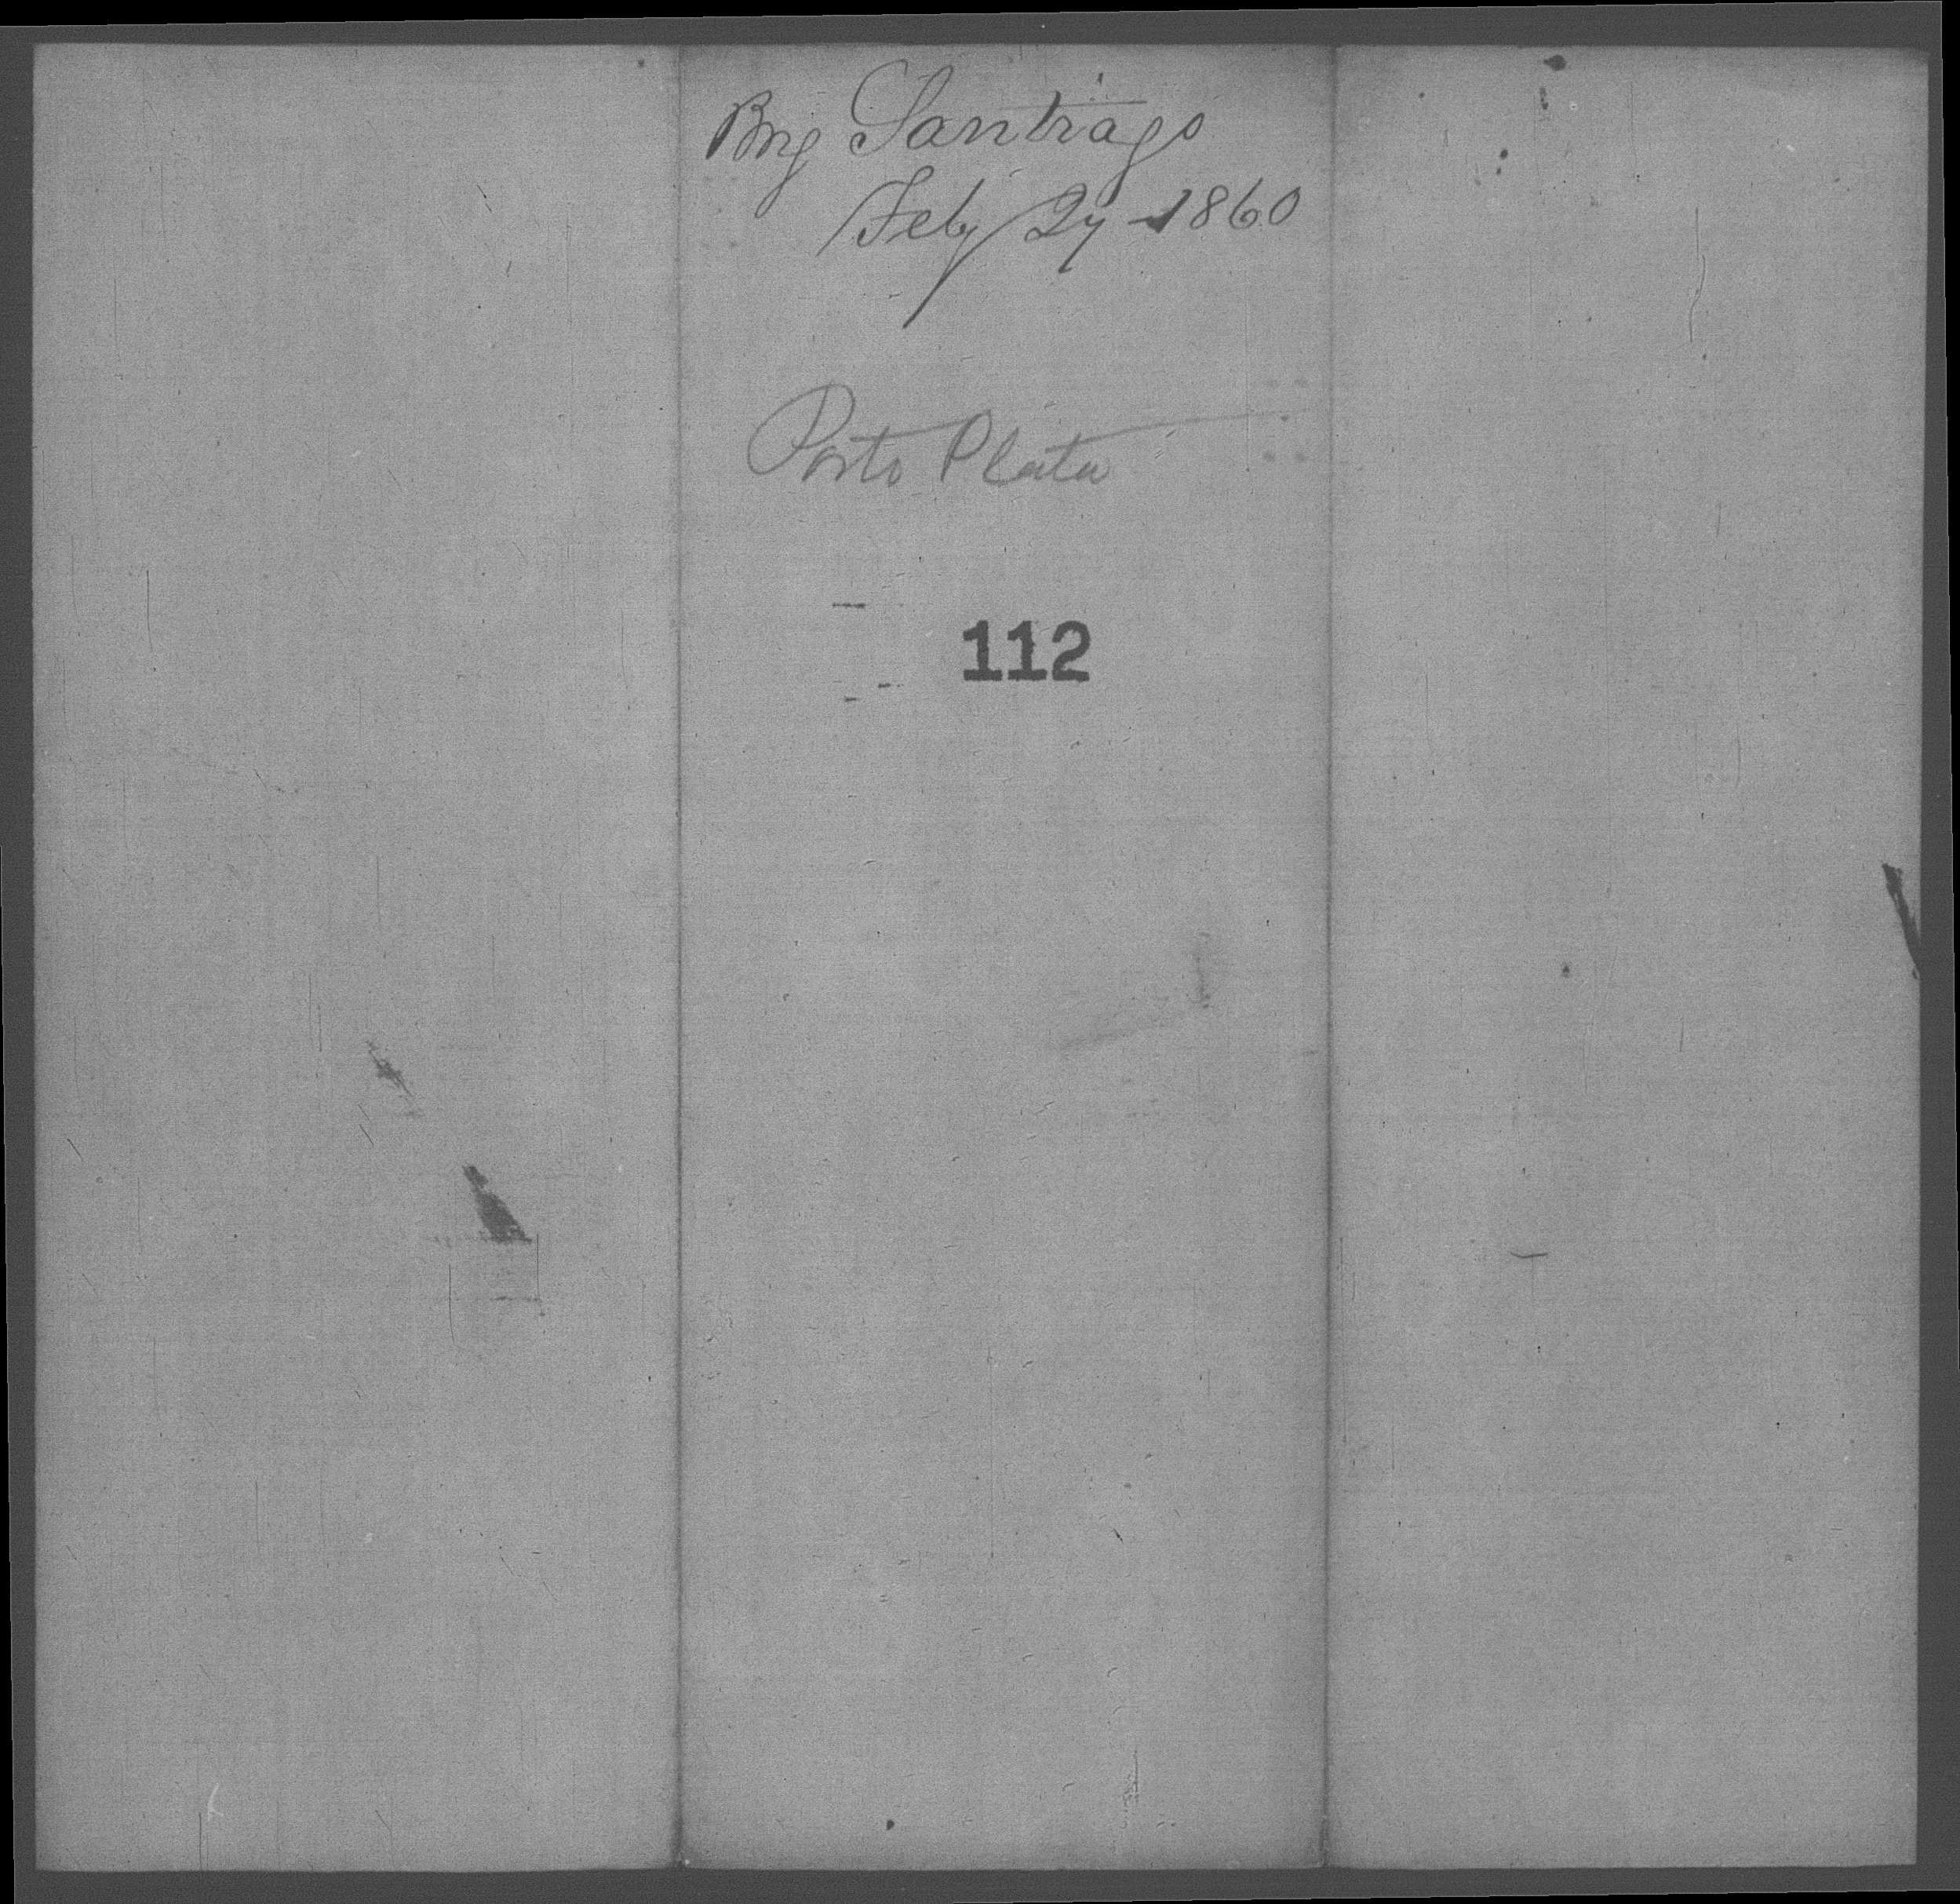 Brig Santiago
Feby 27 1860
Porto Plata
112